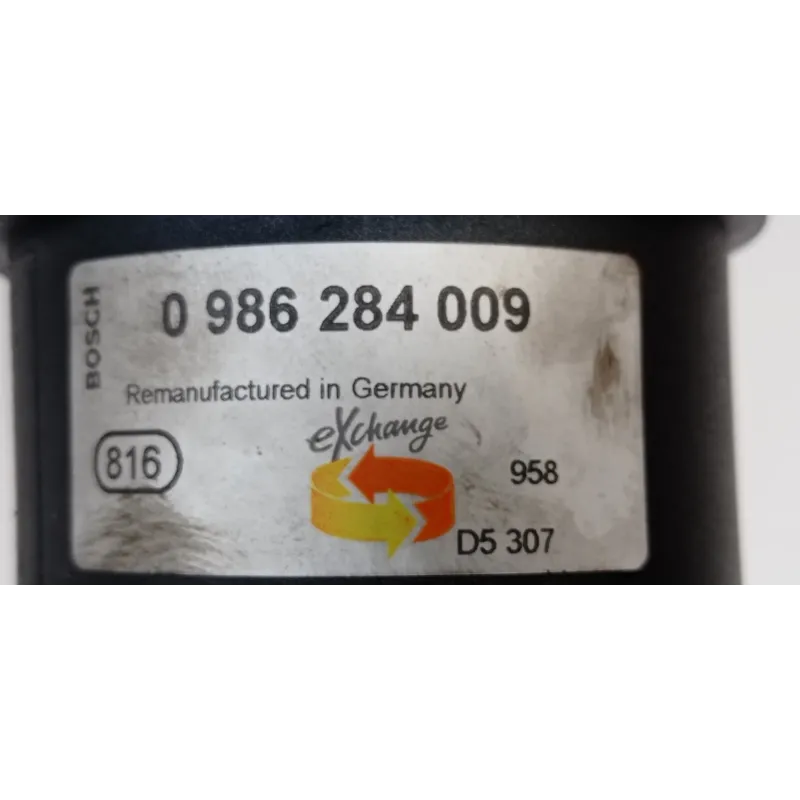 BOSCH
0 986 284 009
Remanufactured in Germany
eXchange
816
958
D5 307